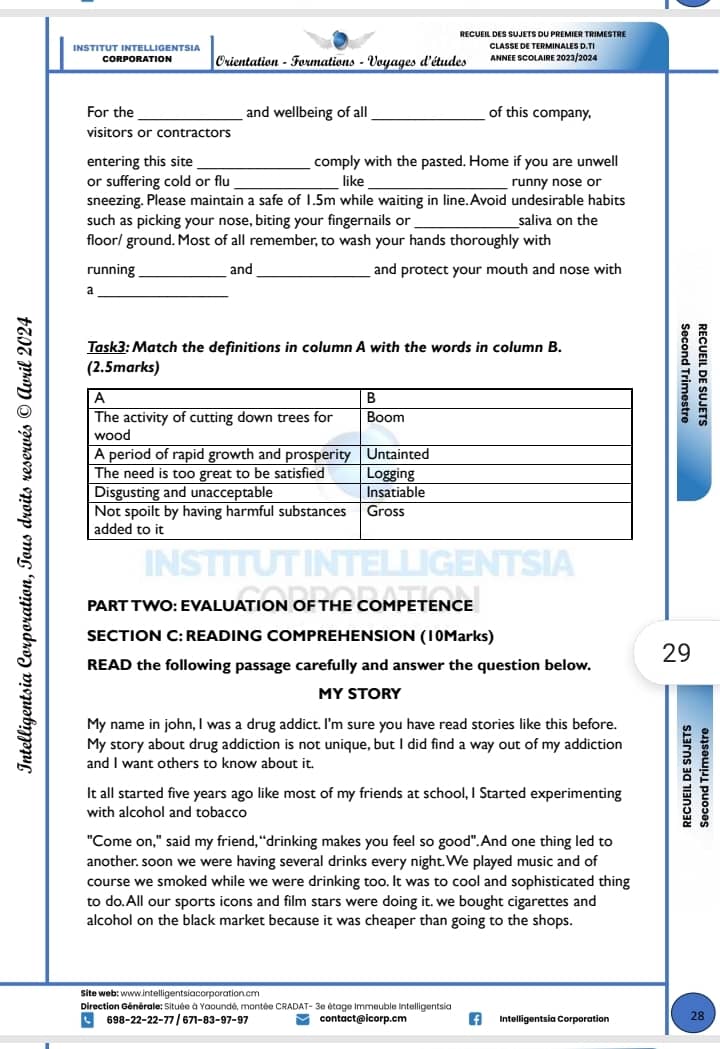 INSTITUT INTELLIGENTSIA
CORPORATION
Orientation - Formations - Voyages d'études
RECUEIL DES SUJETS DU PREMIER TRIMESTRE
CLASSE DE TERMINALES D.TI
ANNEE SCOLAIRE 2023/2024
For the ____________ and wellbeing of all ____________ of this company,
visitors or contractors
entering this site ____________ comply with the pasted. Home if you are unwell
or suffering cold or flu ____________ like ____________ runny nose or
sneezing. Please maintain a safe of 1.5m while waiting in line. Avoid undesirable habits
such as picking your nose, biting your fingernails or ____________saliva on the
floor/ ground. Most of all remember, to wash your hands thoroughly with
running ____________ and ____________ and protect your mouth and nose with
a ____________
Task3: Match the definitions in column A with the words in column B.
(2.5marks)
A B
The activity of cutting down trees for Boom
wood
A period of rapid growth and prosperity Untainted
The need is too great to be satisfied Logging
Disgusting and unacceptable Insatiable
Not spoilt by having harmful substances Gross
added to it
INSTITUT INTELLIGENTSIA
CORPORATION
PART TWO: EVALUATION OF THE COMPETENCE
SECTION C: READING COMPREHENSION (10Marks)
READ the following passage carefully and answer the question below.
MY STORY
My name in john, I was a drug addict. I'm sure you have read stories like this before.
My story about drug addiction is not unique, but I did find a way out of my addiction
and I want others to know about it.
It all started five years ago like most of my friends at school, I Started experimenting
with alcohol and tobacco
"Come on," said my friend, "drinking makes you feel so good". And one thing led to
another. soon we were having several drinks every night. We played music and of
course we smoked while we were drinking too. It was to cool and sophisticated thing
to do. All our sports icons and film stars were doing it. we bought cigarettes and
alcohol on the black market because it was cheaper than going to the shops.
Intelligentsia Corporation, Tous droits reservés © Avril 2024
RECUEIL DE SUJETS
Second Trimestre
29
RECUEIL DE SUJETS
Second Trimestre
Site web: www.intelligentsiacorporation.cm
Direction Générale: Située à Yaoundé, montée CRADAT- 3e étage Immeuble Intelligentsia
698-22-22-77 / 671-83-97-97
contact@icorp.cm
Intelligentsia Corporation
28